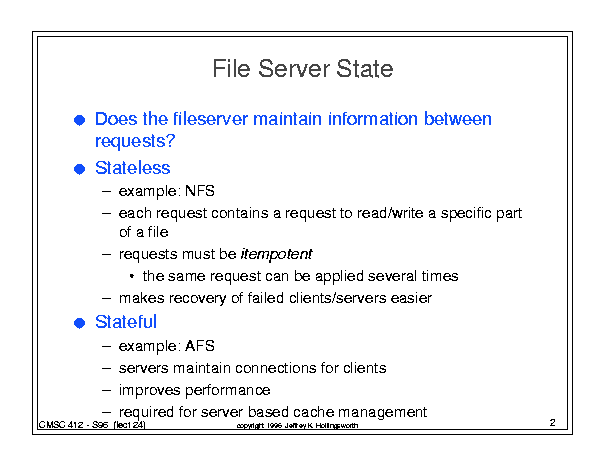 File Server State
● Does the fileserver maintain information between
requests?
● Stateless
– example: NFS
– each request contains a request to read/write a specific part
of a file
– requests must be itempotent
• the same request can be applied several times
– makes recovery of failed clients/servers easier
● Stateful
– example: AFS
– servers maintain connections for clients
– improves performance
– required for server based cache management
CMSC 412 - S96 (lect24)
copyright 1996 Jeffrey K. Hollingsworth
2